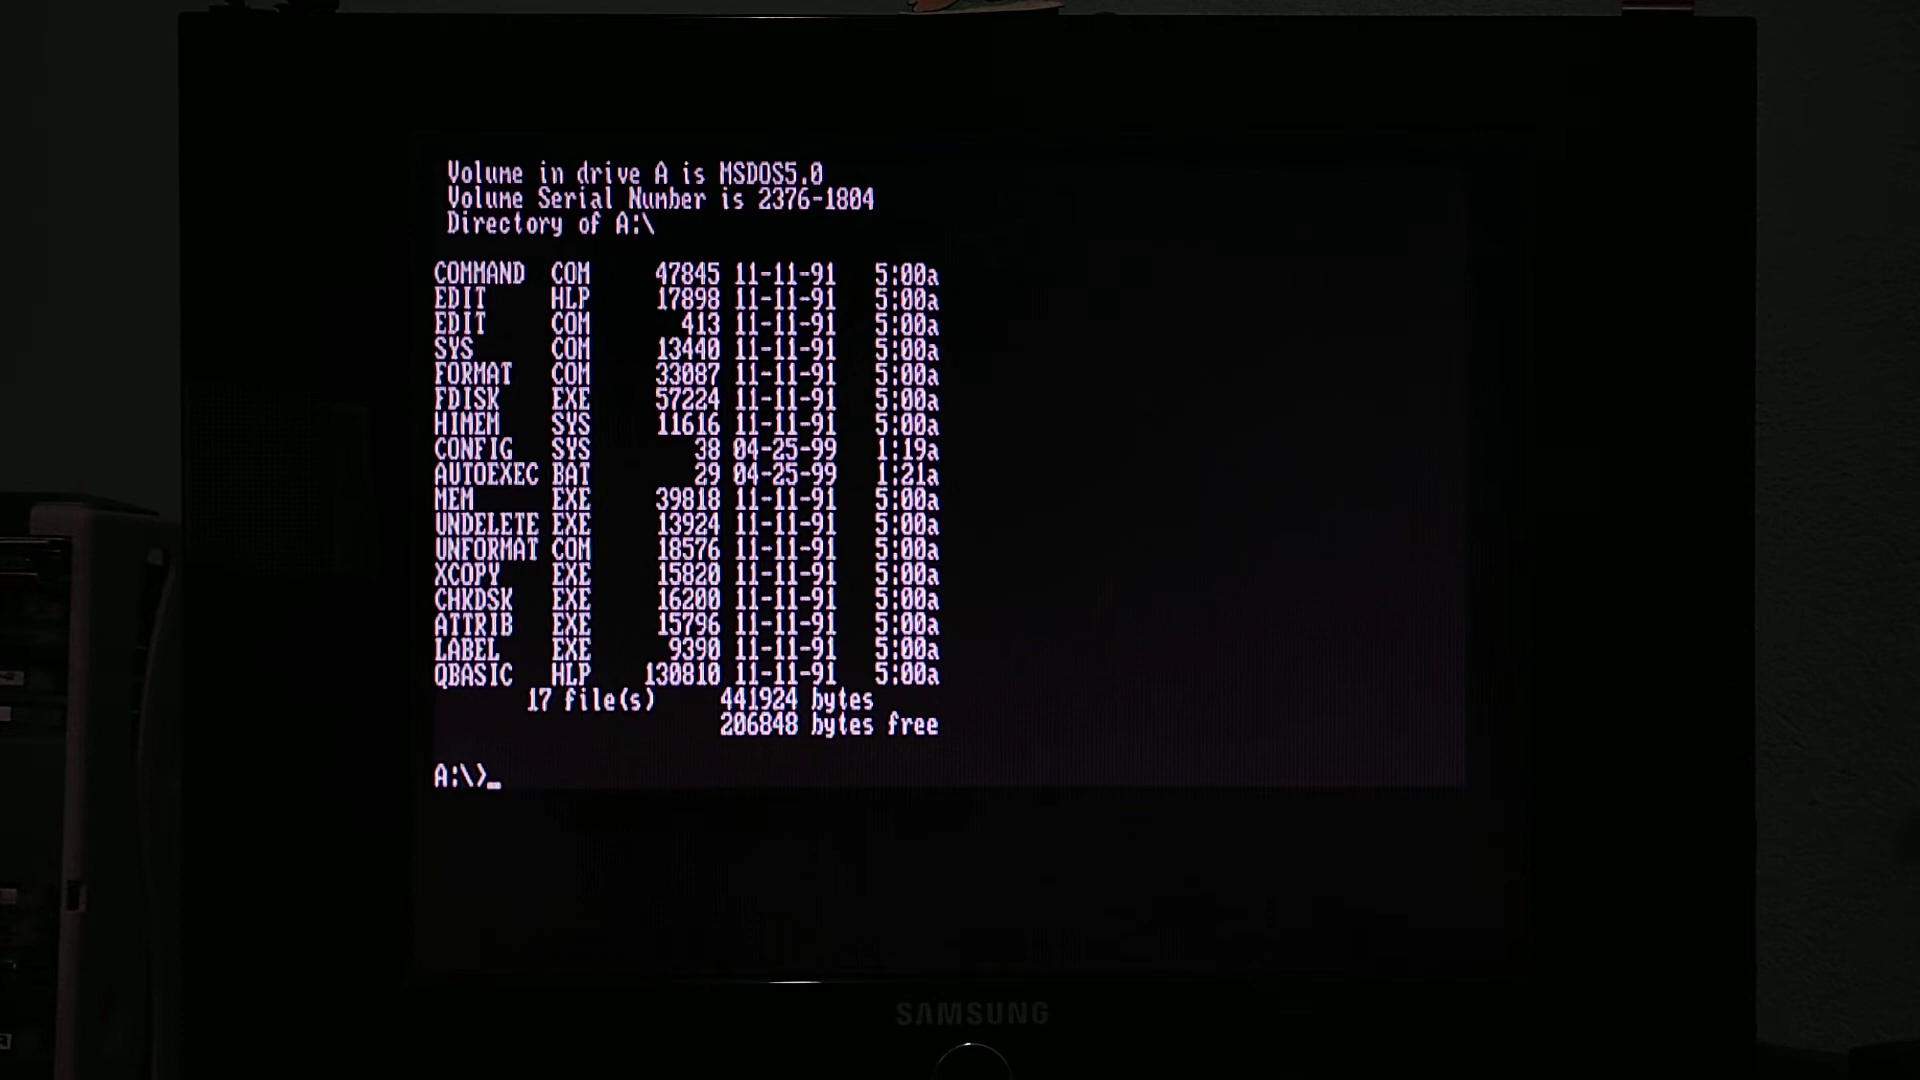 Volume in drive A is MSDOS5.0
Volume Serial Number is 2376-1804
Directory of A:\
COMMAND COM 47845 11-11-91 5:00a
EDIT HLP 17898 11-11-91 5:00a
EDIT COM 413 11-11-91 5:00a
SYS COM 13440 11-11-91 5:00a
FORMAT COM 33087 11-11-91 5:00a
FDISK EXE 57224 11-11-91 5:00a
HIMEM SYS 11616 11-11-91 5:00a
CONFIG SYS 38 04-25-99 1:19a
AUTOEXEC BAT 29 04-25-99 1:21a
MEM EXE 39818 11-11-91 5:00a
UNDELETE EXE 13924 11-11-91 5:00a
UNFORMAT COM 18576 11-11-91 5:00a
XCOPY EXE 15820 11-11-91 5:00a
CHKDSK EXE 16200 11-11-91 5:00a
ATTRIB EXE 15796 11-11-91 5:00a
LABEL EXE 9390 11-11-91 5:00a
QBASIC HLP 130810 11-11-91 5:00a
17 file(s) 441924 bytes
206848 bytes free
A:\>_
SAMSUNG